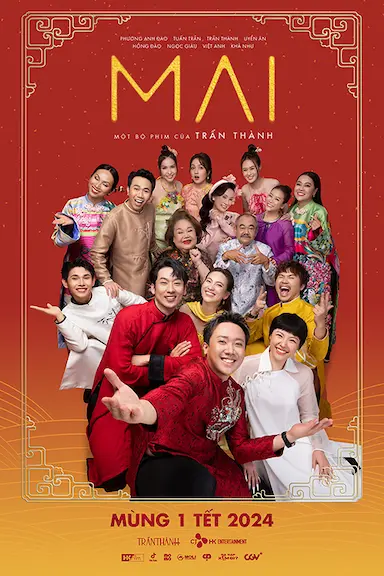 PHƯƠNG ANH ĐÀO TUẤN TRẦN TRẤN THÀNH UYỂN ÂN
HỒNG ĐÀO NGỌC GIÀU VIỆT ANH KHẢ NHƯ
MAI
MỘT BỘ PHIM CỦA TRẤN THÀNH
MÙNG 1 TẾT 2024
TRẤN THÀNH CJ HK ENTERTAINMENT
CGV